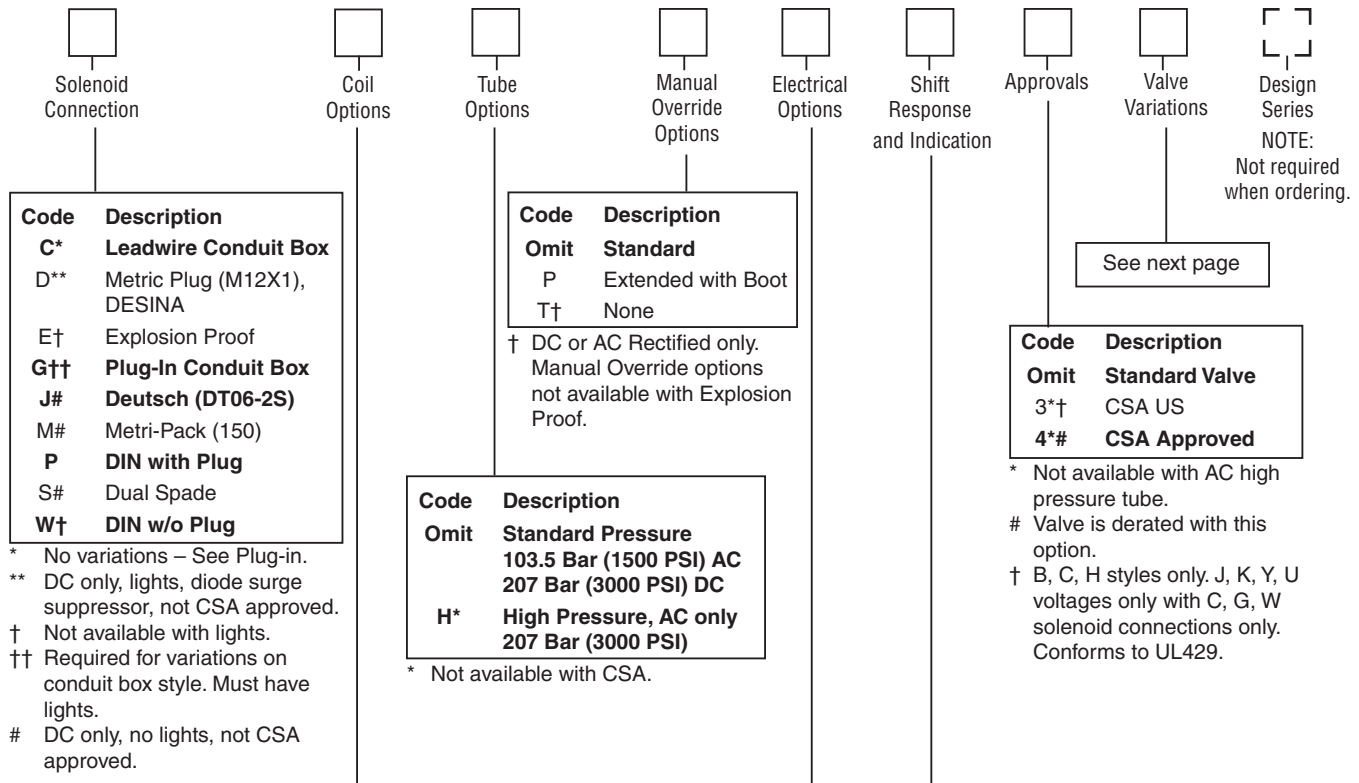 Solenoid
Connection
Coil
Options
Tube
Options
Manual
Override
Options
Electrical
Options
Shift
Response
and Indication
Approvals
Valve
Variations
Design
Series
NOTE:
Not required
when ordering.
Code Description
C* Leadwire Conduit Box
D** Metric Plug (M12X1),
DESINA
E† Explosion Proof
G†† Plug-In Conduit Box
J# Deutsch (DT06-2S)
M# Metri-Pack (150)
P DIN with Plug
S# Dual Spade
W† DIN w/o Plug
* No variations – See Plug-in.
** DC only, lights, diode surge
suppressor, not CSA approved.
† Not available with lights.
†† Required for variations on
conduit box style. Must have
lights.
# DC only, no lights, not CSA
approved.
Code Description
Omit Standard Pressure
103.5 Bar (1500 PSI) AC
207 Bar (3000 PSI) DC
H* High Pressure, AC only
207 Bar (3000 PSI)
* Not available with CSA.
Code Description
Omit Standard
P Extended with Boot
T† None
† DC or AC Rectified only.
Manual Override options
not available with Explosion
Proof.
See next page
Code Description
Omit Standard Valve
3*† CSA US
4*# CSA Approved
* Not available with AC high
pressure tube.
# Valve is derated with this
option.
† B, C, H styles only. J, K, Y, U
voltages only with C, G, W
solenoid connections only.
Conforms to UL429.